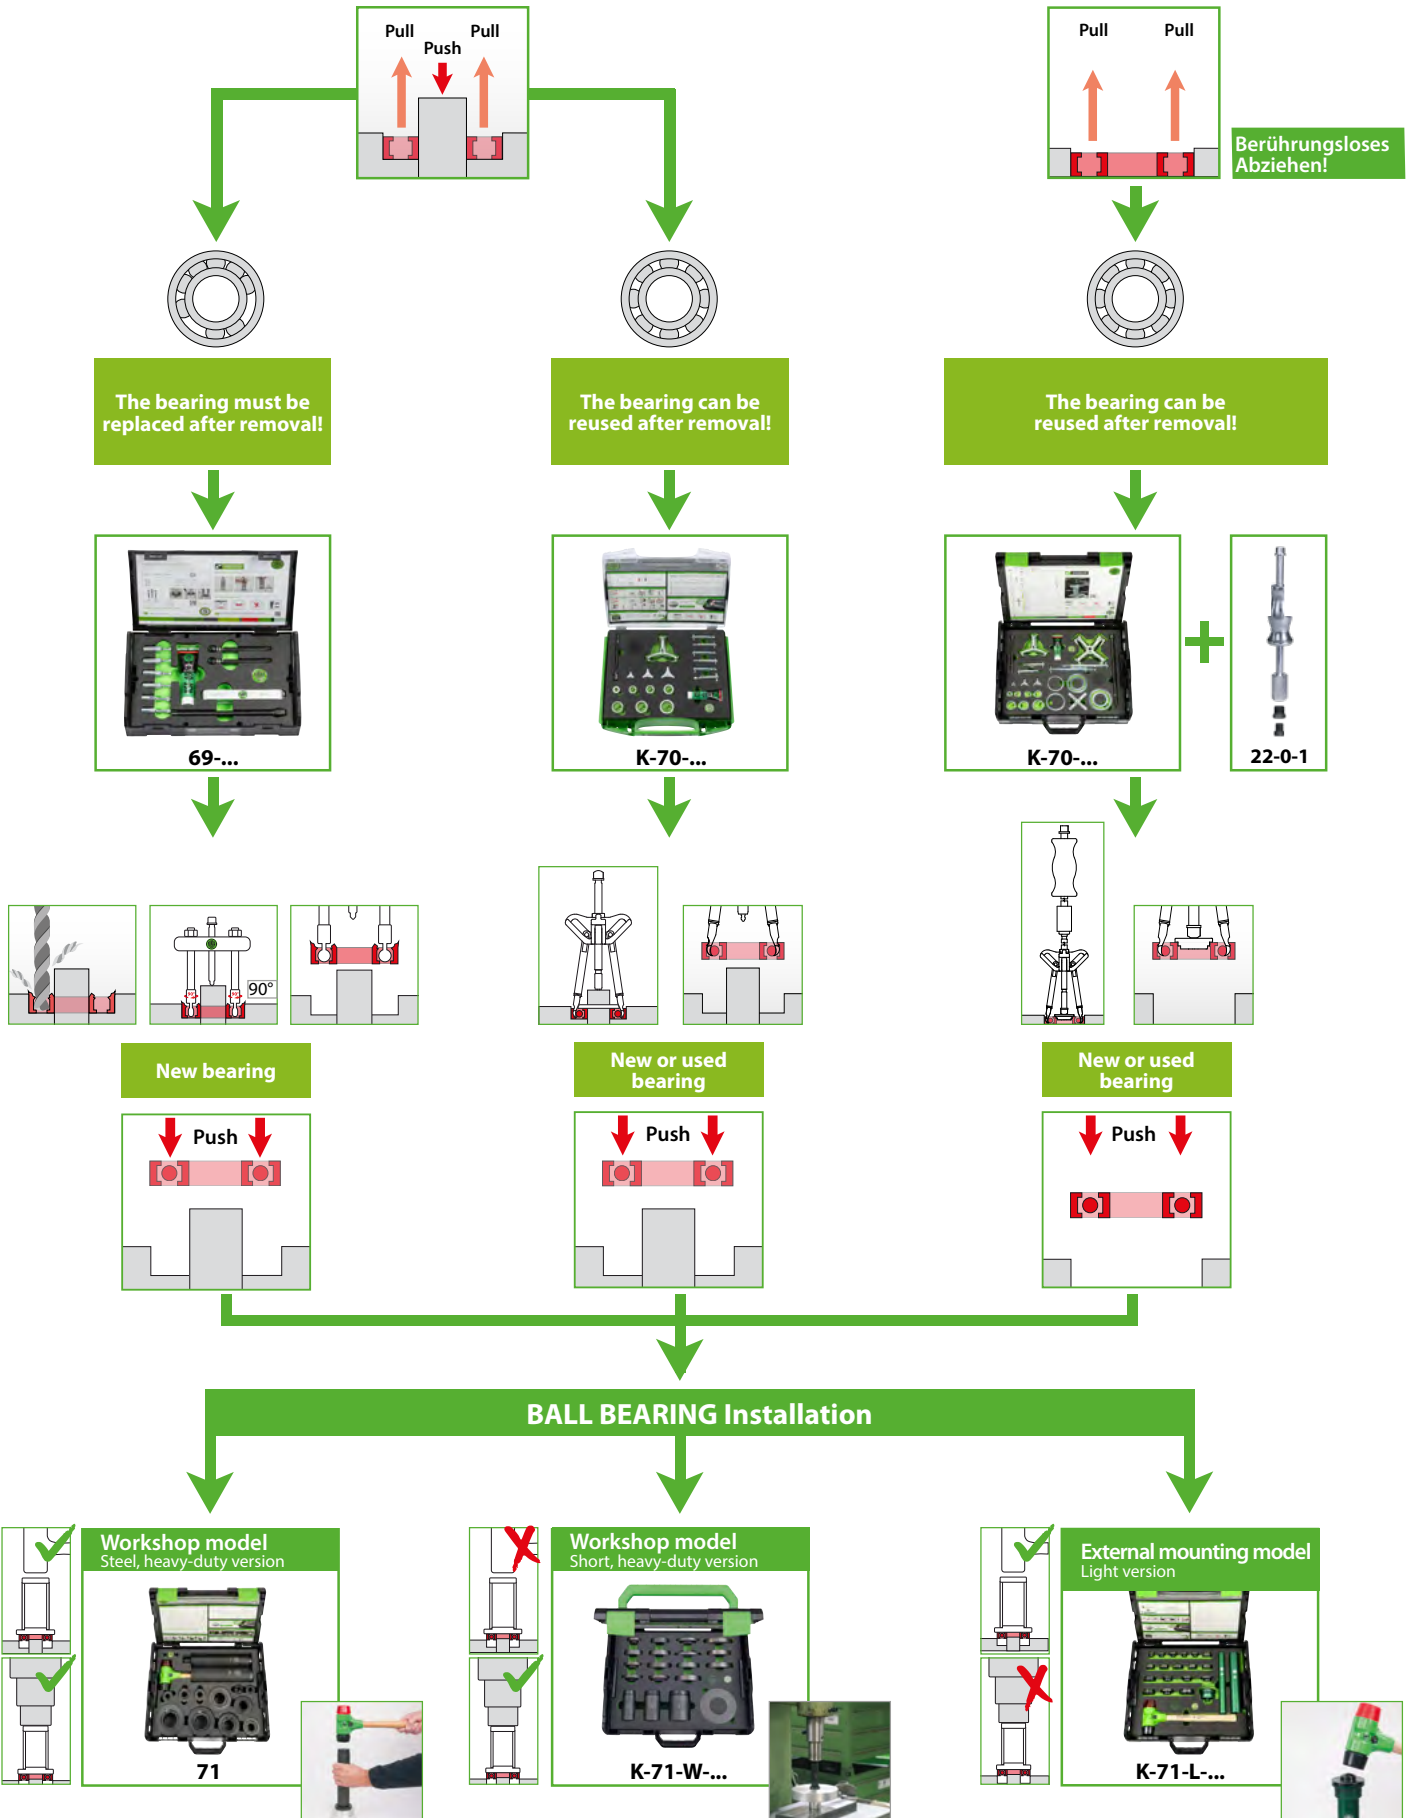 Pull
Pull
Push
Pull
Pull
Berührungsloses
Abziehen!
The bearing must be
replaced after removal!
The bearing can be
reused after removal!
The bearing can be
reused after removal!
69-...
K-70-...
K-70-...
22-0-1
90°
90°
90°
New bearing
New or used
bearing
New or used
bearing
Push
Push
Push
BALL BEARING Installation
Workshop model
Steel, heavy-duty version
Workshop model
Short, heavy-duty version
External mounting model
Light version
71
K-71-W-...
K-71-L-...